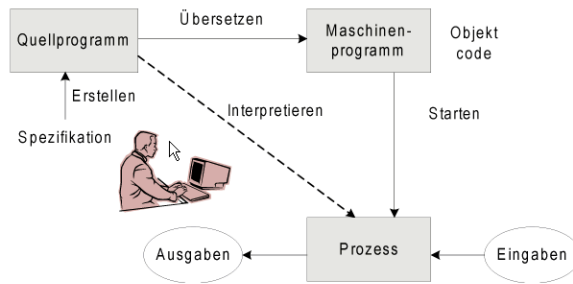 Übersetzen
Quellprogramm
Maschinen-
programm
Objekt
code
Erstellen
Interpretieren
Starten
Spezifikation
Ausgaben
Prozess
Eingaben